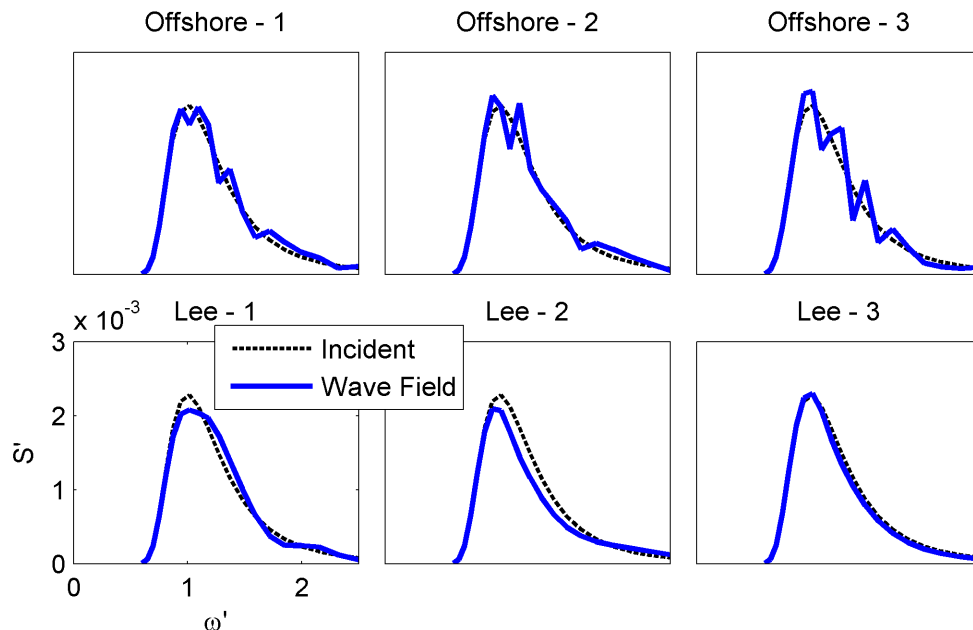 Offshore - 1
Offshore - 2
Offshore - 3
x 10⁻³
Lee - 1
Lee - 2
Lee - 3
Incident
Wave Field
3
2
1
0
S'
0
1
2
ω'